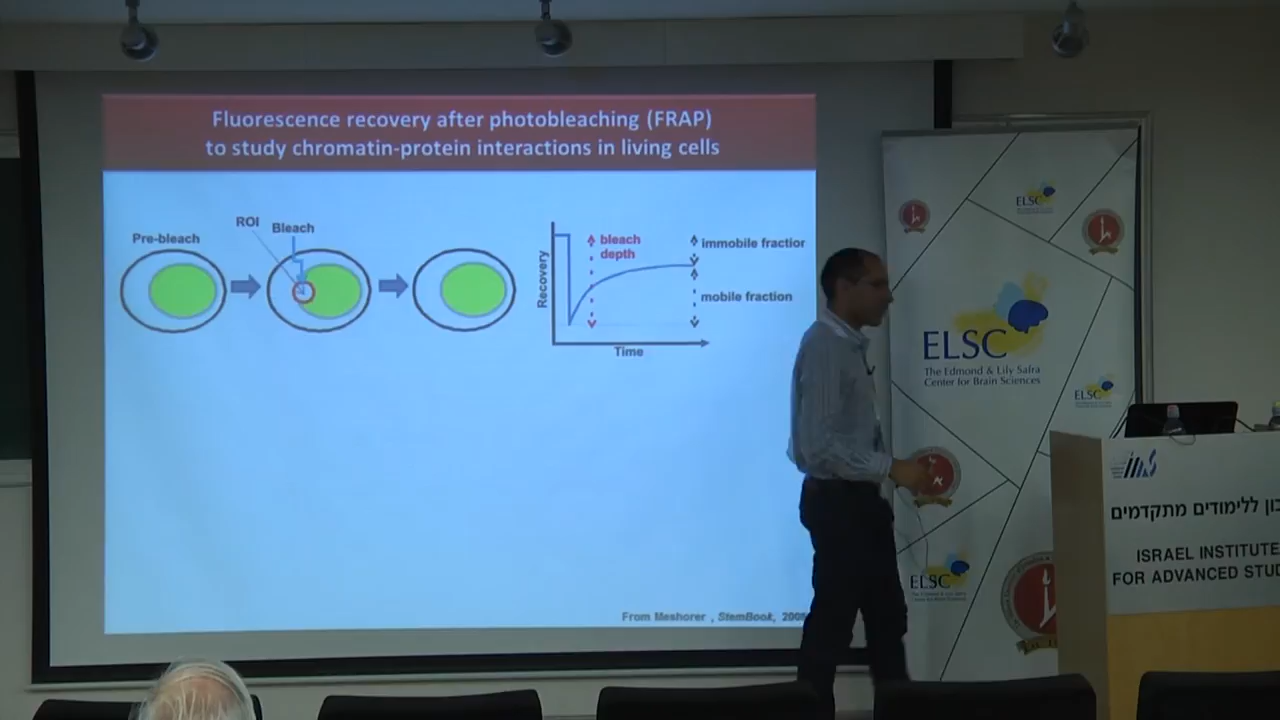 Fluorescence recovery after photobleaching (FRAP)
to study chromatin-protein interactions in living cells
Pre-bleach
ROI
Bleach
Recovery
Time
bleach
depth
immobile fraction
mobile fraction
From Meshorer , StemBook,
ELSC
ELSC
The Edmond & Lily Safra
Center for Brain Sciences
ELSC
ELSC
ללימודים מתקדמים
ISRAEL INSTITUTE
FOR ADVANCED